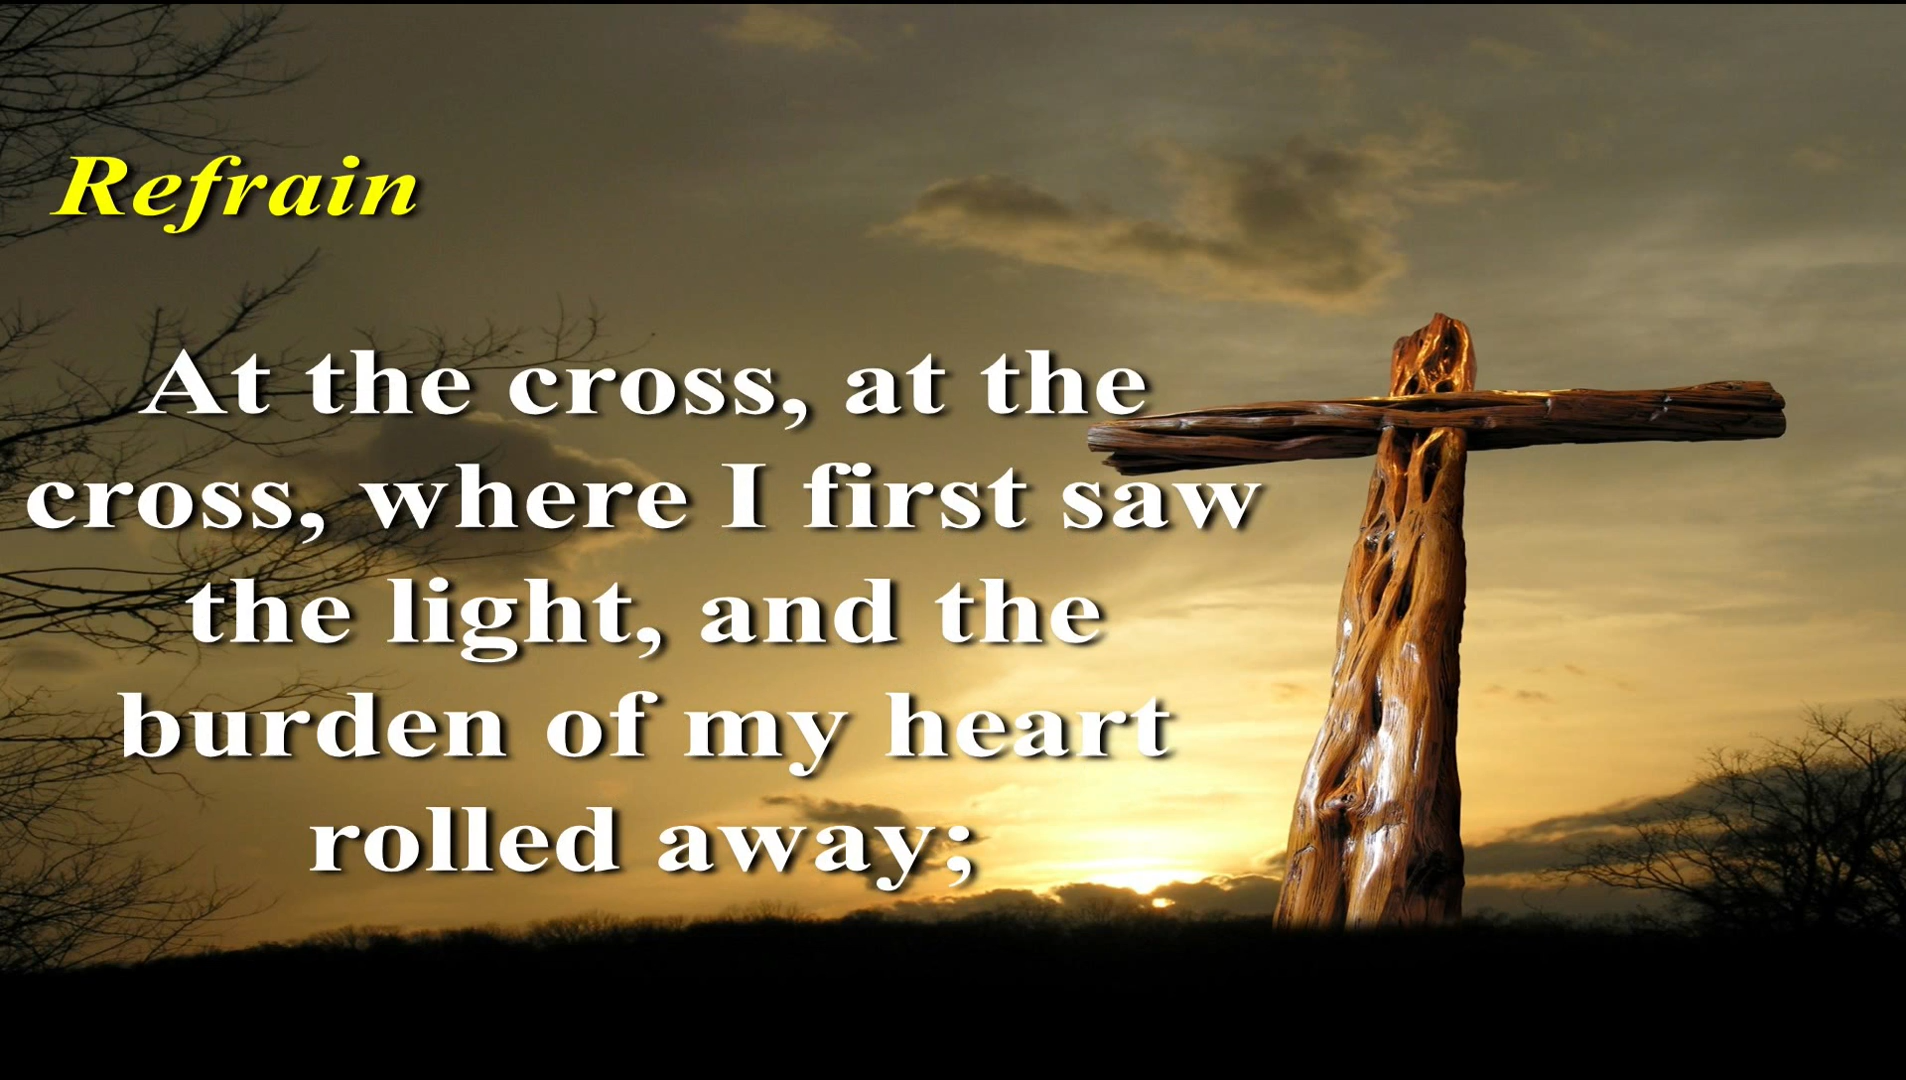 Refrain
At the cross, at the
cross, where I first saw
the light, and the
burden of my heart
rolled away;